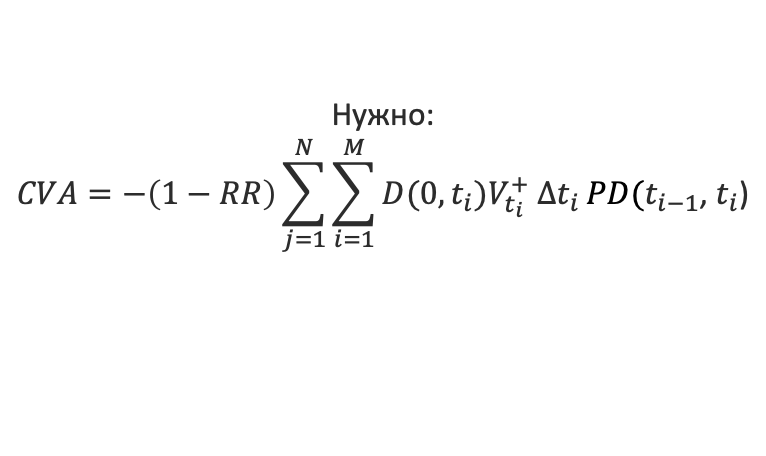 Нужно:
CVA = −(1 − RR) ∑_{j=1}^{N} ∑_{i=1}^{M} D(0, t_i)V_{t_i}^{+} Δt_i PD(t_{i−1}, t_i)